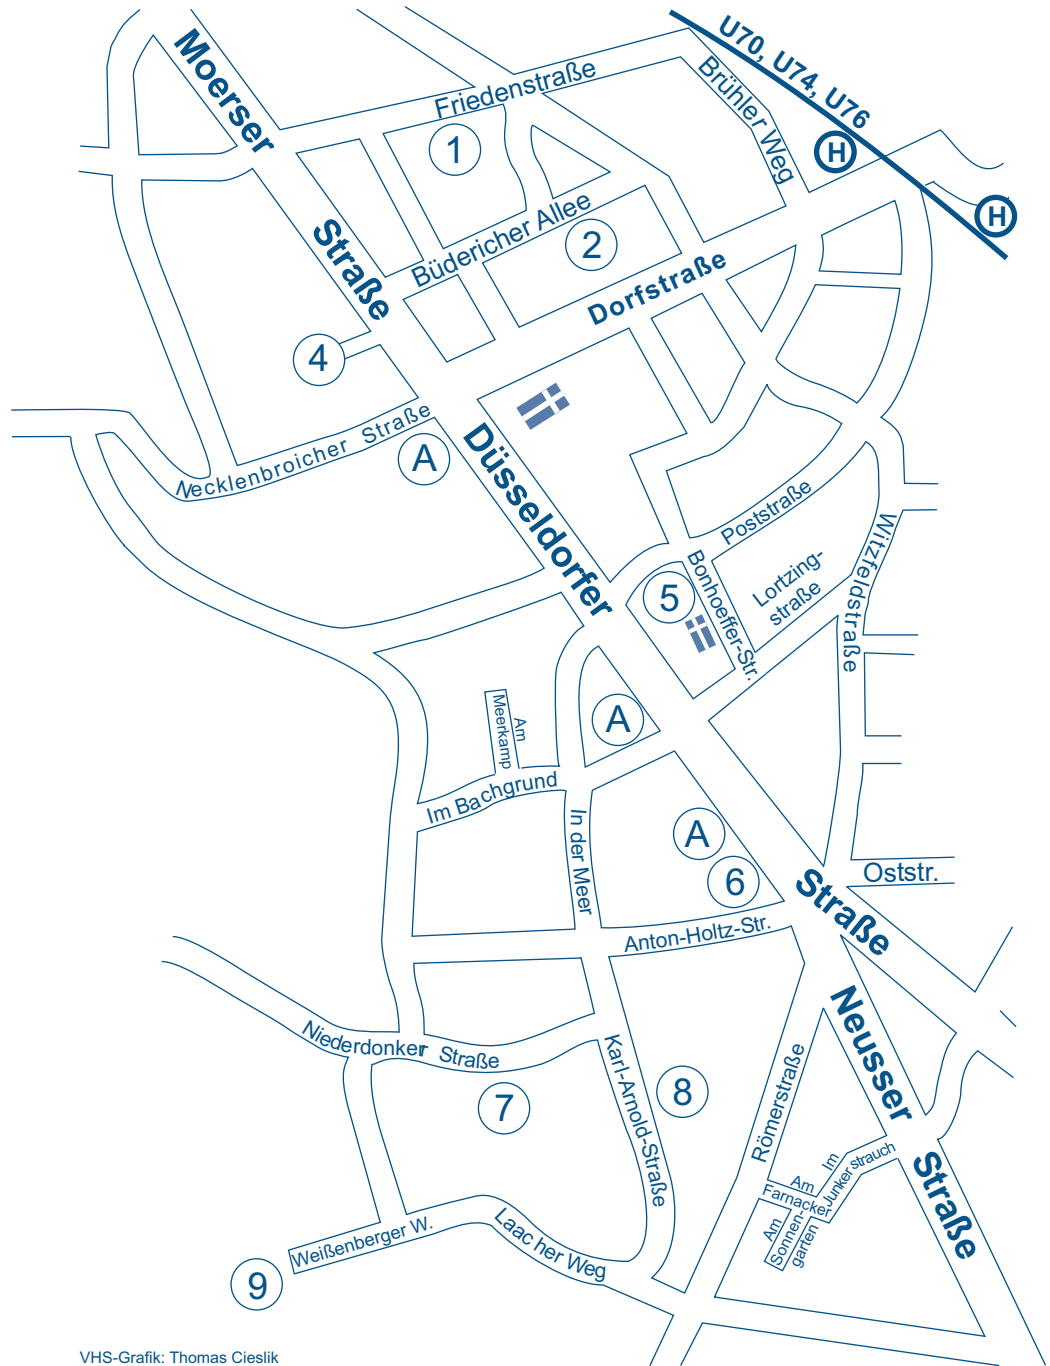 U70, U74, U76
Moerser
Straße
Friedenstraße
Brühler Weg
H
H
1
Büdericher Allee
2
Dorfstraße
4
Necklenbroicher Straße
A
Düsseldorfer
Poststraße
Witzfeldstraße
Lortzing-
straße
Bonhoeffer-Str.
5
Am
Meerkamp
A
Im Bachgrund
In der Meer
A
6
Straße
Oststr.
Anton-Holtz-Str.
Neusser
Straße
Niederdonker Straße
Karl-Arnold-Straße
7
8
Römerstraße
Im
Junkerstrauch
Am
Farnacker
Am
Sonnen-
garten
Weißenberger W.
Laacher Weg
9
VHS-Grafik: Thomas Cieslik